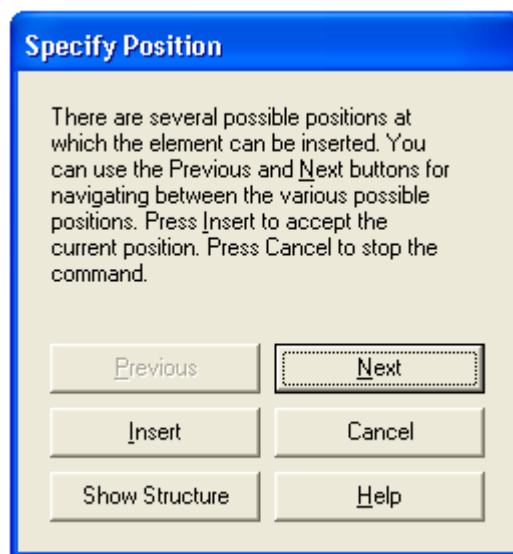 Specify Position
There are several possible positions at
which the element can be inserted. You
can use the Previous and Next buttons for
navigating between the various possible
positions. Press Insert to accept the
current position. Press Cancel to stop the
command.
Previous
Next
Insert
Cancel
Show Structure
Help